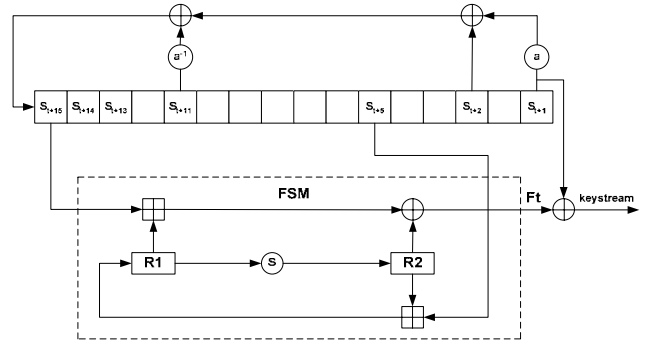 a⁻¹
a
Sₜ₊₁₅ Sₜ₊₁₄ Sₜ₊₁₃ Sₜ₊₁₁ Sₜ₊₅ Sₜ₊₂ Sₜ₊₁
FSM
Ft
keystream
R1 S R2